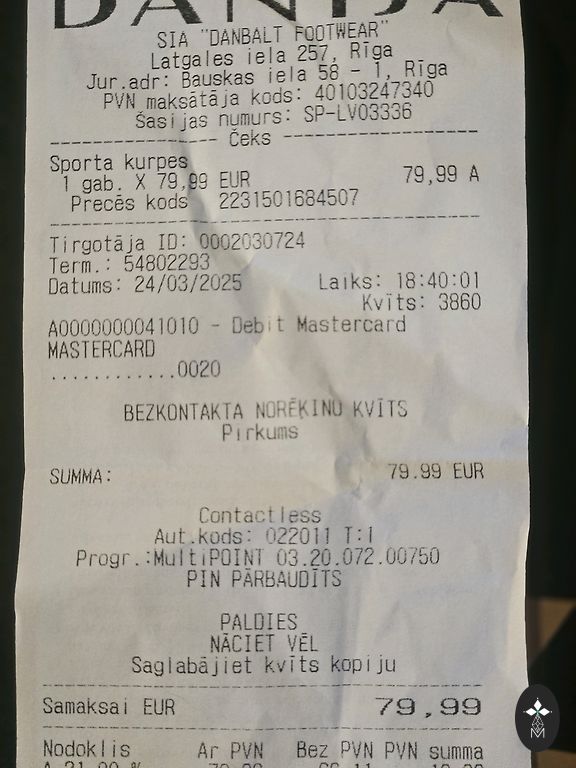 DANIJA
SIA "DANBALT FOOTWEAR"
Latgales iela 257, Rīga
Jur.adr: Bauskas iela 58 - 1, Rīga
PVN maksātāja kods: 40103247340
Šasijas numurs: SP-LV03336
---------------- Čeks -------------------
Sporta kurpes
1 gab. X 79,99 EUR 79,99 A
Precēs kods 2231501684507
Tirgotāja ID: 0002030724
Term.: 54802293
Datums: 24/03/2025 Laiks: 18:40:01
Kvīts: 3860
A0000000041010 - Debit Mastercard
MASTERCARD
............0020
BEZKONTAKTA NORĒĶINU KVĪTS
Pirkums
SUMMA: 79.99 EUR
Contactless
Aut.kods: 022011 T:1
Progr.:MultiPOINT 03.20.072.00750
PIN PĀRBAUDĪTS
PALDIES
NĀCIET VĒL
Saglabājiet kvīts kopiju
Samaksai EUR 79,99
Nodoklis Ar PVN Bez PVN PVN summa